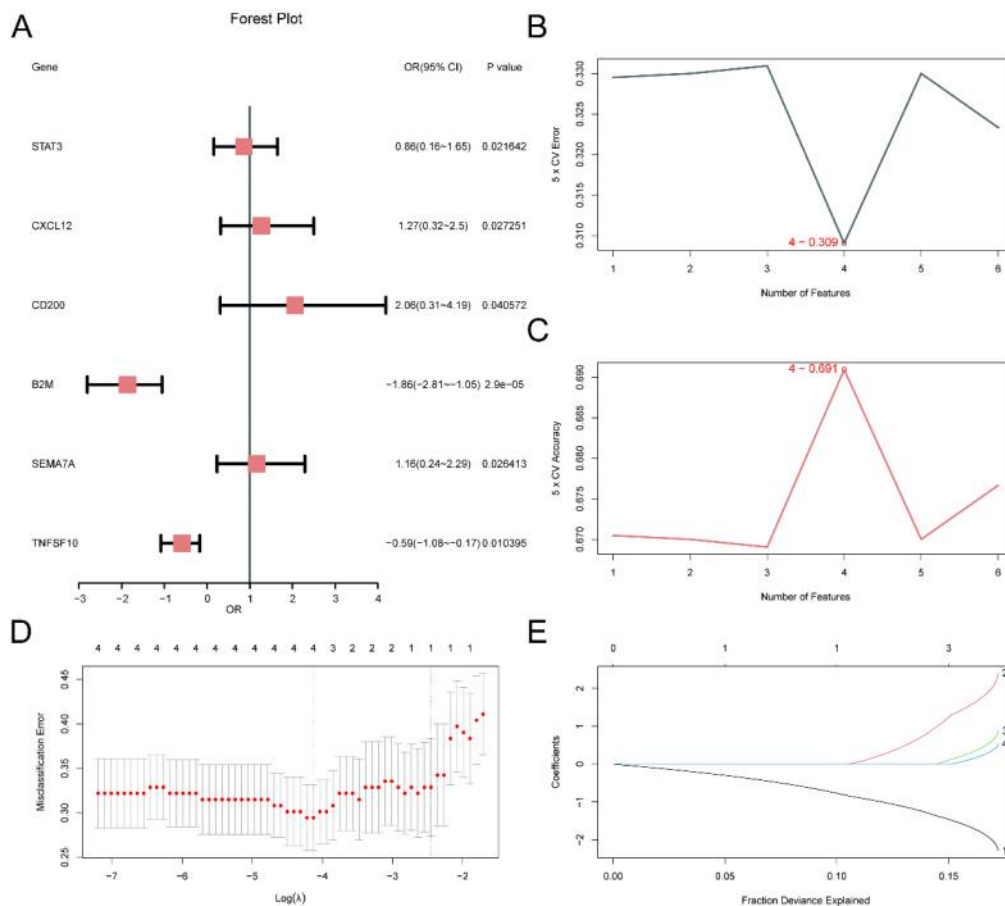 A
Forest Plot
Gene OR(95% CI) P value
STAT3 0.86(0.16~1.65) 0.021642
CXCL12 1.27(0.32~2.5) 0.027251
CD200 2.06(0.31~4.19) 0.040572
B2M −1.86(−2.81~−1.05) 2.9e−05
SEMA7A 1.16(0.24~2.29) 0.026413
TNFSF10 −0.59(−1.08~−0.17) 0.010395
−3 −2 −1 0 1 2 3 4
OR
B
5 x CV Error
0.330
0.325
0.320
0.315
0.310
4 − 0.309
1 2 3 4 5 6
Number of Features
C
5 x CV Accuracy
0.690
0.685
0.680
0.675
0.670
4 − 0.691
1 2 3 4 5 6
Number of Features
D
4 4 4 4 4 4 4 4 4 4 3 2 2 2 1 1 1 1
Misclassification Error
0.45
0.40
0.35
0.30
0.25
−7 −6 −5 −4 −3 −2
Log(λ)
E
0 1 1 3
Coefficients
2
1
0
−1
−2
2
3
4
1
0.00 0.05 0.10 0.15
Fraction Deviance Explained